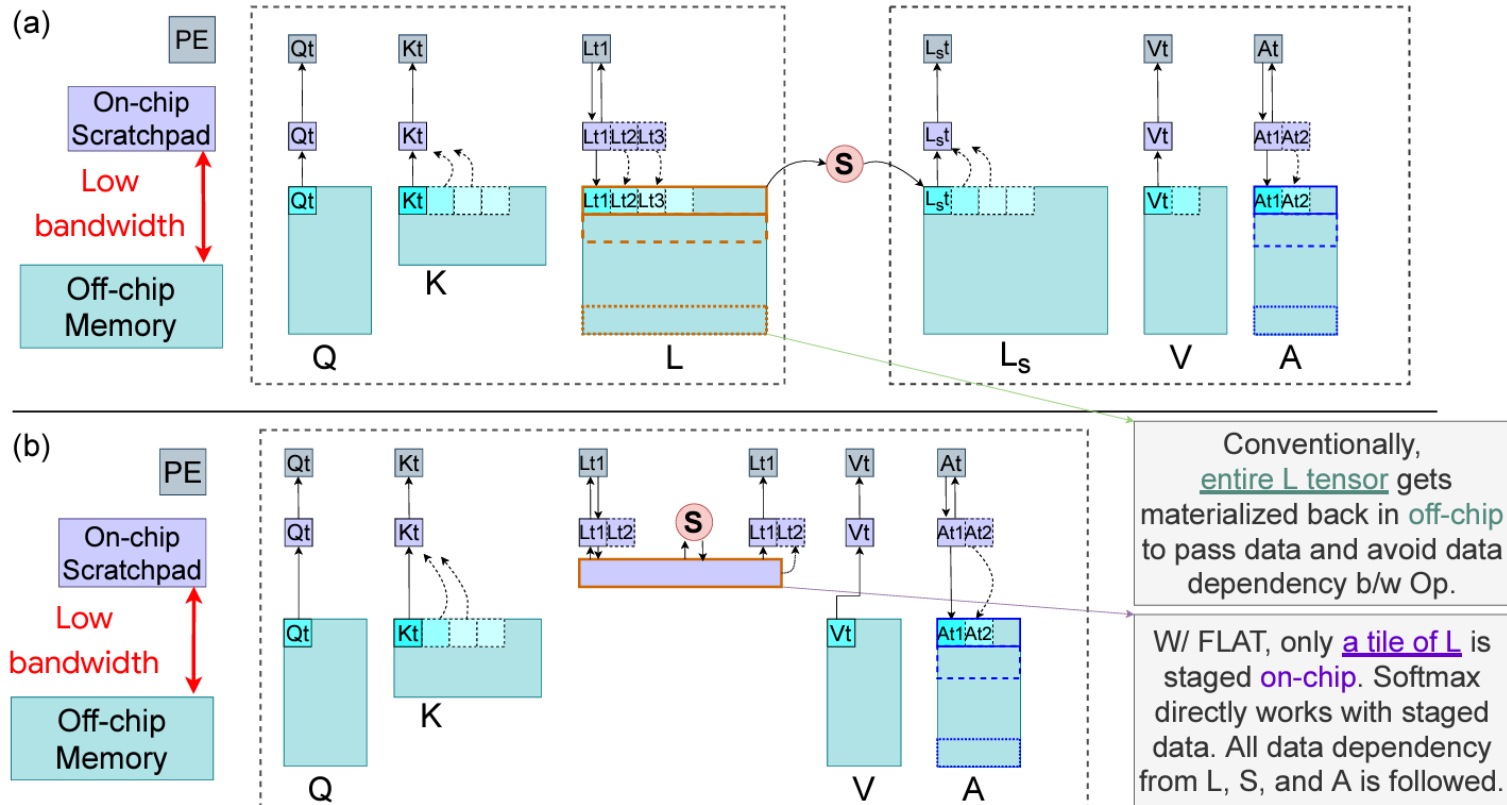 (a)
PE
On-chip
Scratchpad
Low
bandwidth
Off-chip
Memory
Qt
Kt
Lt1
Lst
Vt
At
Qt
Kt
Lt1 Lt2 Lt3
Lst
Vt
At1 At2
S
Qt
Kt
Lt1 Lt2 Lt3
Lst
Vt
At1 At2
K
Q
L
Ls
V
A
(b)
PE
On-chip
Scratchpad
Low
bandwidth
Off-chip
Memory
Qt
Kt
Lt1
Lt1
Vt
At
Qt
Kt
Lt1 Lt2
S
Lt1 Lt2
Vt
At1 At2
Qt
Kt
Vt
At1 At2
K
Q
V
A
Conventionally,
entire L tensor gets
materialized back in off-chip
to pass data and avoid data
dependency b/w Op.
W/ FLAT, only a tile of L is
staged on-chip. Softmax
directly works with staged
data. All data dependency
from L, S, and A is followed.